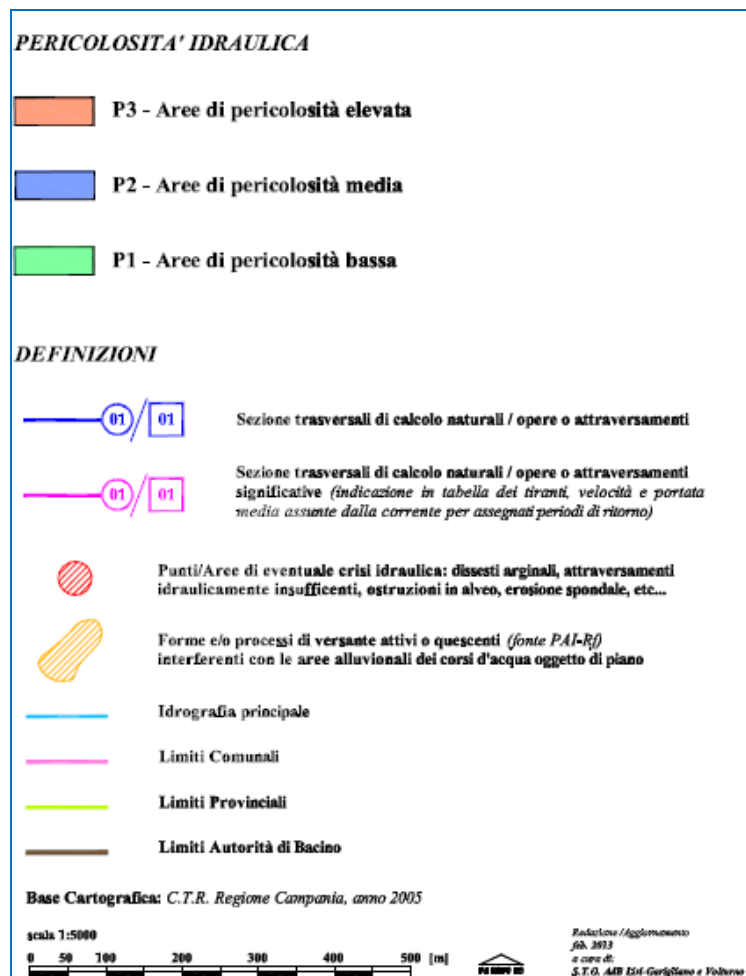 PERICOLOSITA' IDRAULICA
P3 - Aree di pericolosità elevata
P2 - Aree di pericolosità media
P1 - Aree di pericolosità bassa
DEFINIZIONI
01 / 01 Sezione trasversali di calcolo naturali / opere o attraversamenti
Sezione trasversali di calcolo naturali / opere o attraversamenti
01 / 01 significative (indicazione in tabella dei tiranti, velocità e portata
media assunte dalla corrente per assegnati periodi di ritorno)
Punti/Aree di eventuale crisi idraulica: dissesti arginali, attraversamenti
idraulicamente insufficenti, ostruzioni in alveo, erosione spondale, etc...
Forme e/o processi di versante attivi o quescenti (fonte PAI-Rf)
interferenti con le aree alluvionali dei corsi d'acqua oggetto di piano
Idrografia principale
Limiti Comunali
Limiti Provinciali
Limiti Autorità di Bacino
Base Cartografica: C.T.R. Regione Campania, anno 2005
scala 1:5000
0 50 100 200 300 400 500 [m]
Redazione/Aggiornamento
feb. 2013
a cura di:
S.T.O. AdB Liri-Garigliano e Volturno